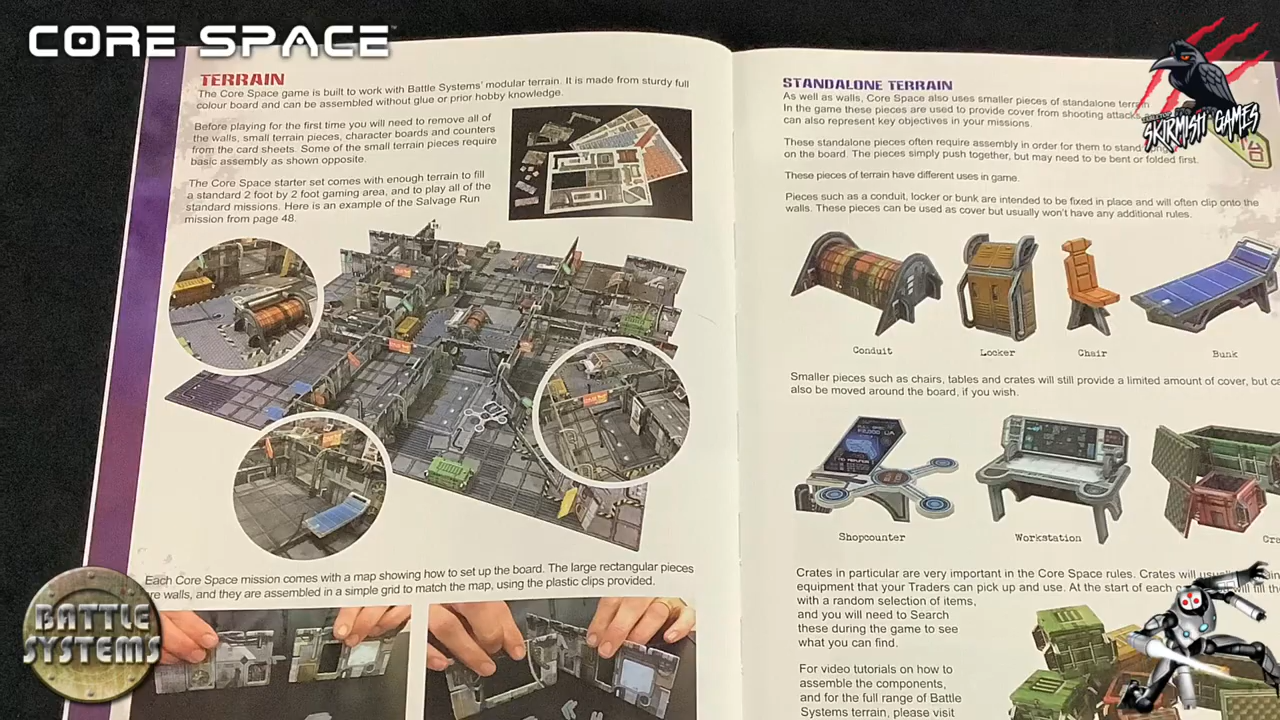 CORE SPACE
TERRAIN
The Core Space game is built to work with Battle Systems' modular terrain. It is made from sturdy full
colour board and can be assembled without glue or prior hobby knowledge.
Before playing for the first time you will need to remove all of
the walls, small terrain pieces, character boards and counters
from the card sheets. Some of the small terrain pieces require
basic assembly as shown opposite.
The Core Space starter set comes with enough terrain to fill
a standard 2 foot by 2 foot gaming area, and to play all of the
standard missions. Here is an example of the Salvage Run
mission from page 48.
Each Core Space mission comes with a map showing how to set up the board. The large rectangular pieces
walls, and they are assembled in a simple grid to match the map, using the plastic clips provided.
BATTLE
SYSTEMS
STANDALONE TERRAIN
As well as walls, Core Space also uses smaller pieces of standalone terrain
In the game these pieces are used to provide cover from shooting attacks
can also represent key objectives in your missions.
These standalone pieces often require assembly in order for them to stand
on the board. The pieces simply push together, but may need to be bent or folded first.
These pieces of terrain have different uses in game.
Pieces such as a conduit, locker or bunk are intended to be fixed in place and will often clip onto the
walls. These pieces can be used as cover but usually won't have any additional rules.
Conduit
Locker
Chair
Bunk
Smaller pieces such as chairs, tables and crates will still provide a limited amount of cover, but
also be moved around the board, if you wish.
Shopcounter
Workstation
Crates in particular are very important in the Core Space rules. Crates will
equipment that your Traders can pick up and use. At the start of each will fill
with a random selection of items,
and you will need to Search
these during the game to see
what you can find.
For video tutorials on how to
assemble the components,
and for the full range of Battle
Systems terrain, please visit
SKIRMISH GAMES